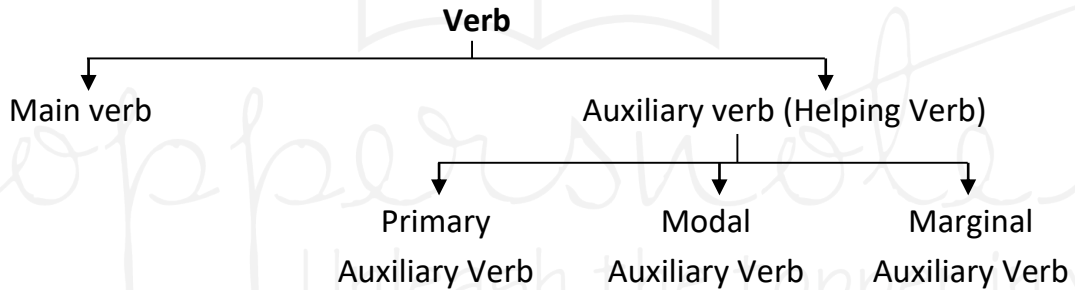 Verb
Main verb
Auxiliary verb (Helping Verb)
Primary
Auxiliary Verb
Modal
Auxiliary Verb
Marginal
Auxiliary Verb